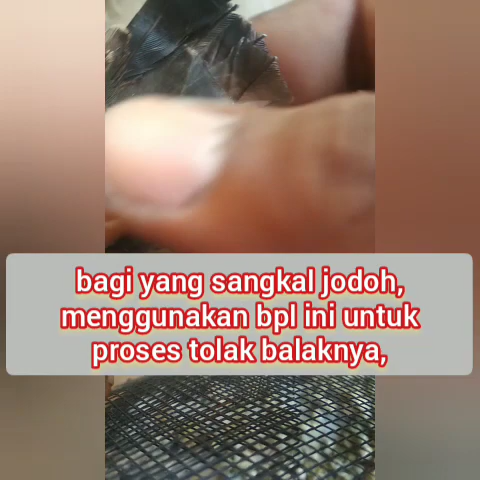 bagi yang sangkal jodoh,
menggunakan bpl ini untuk
proses tolak balaknya,